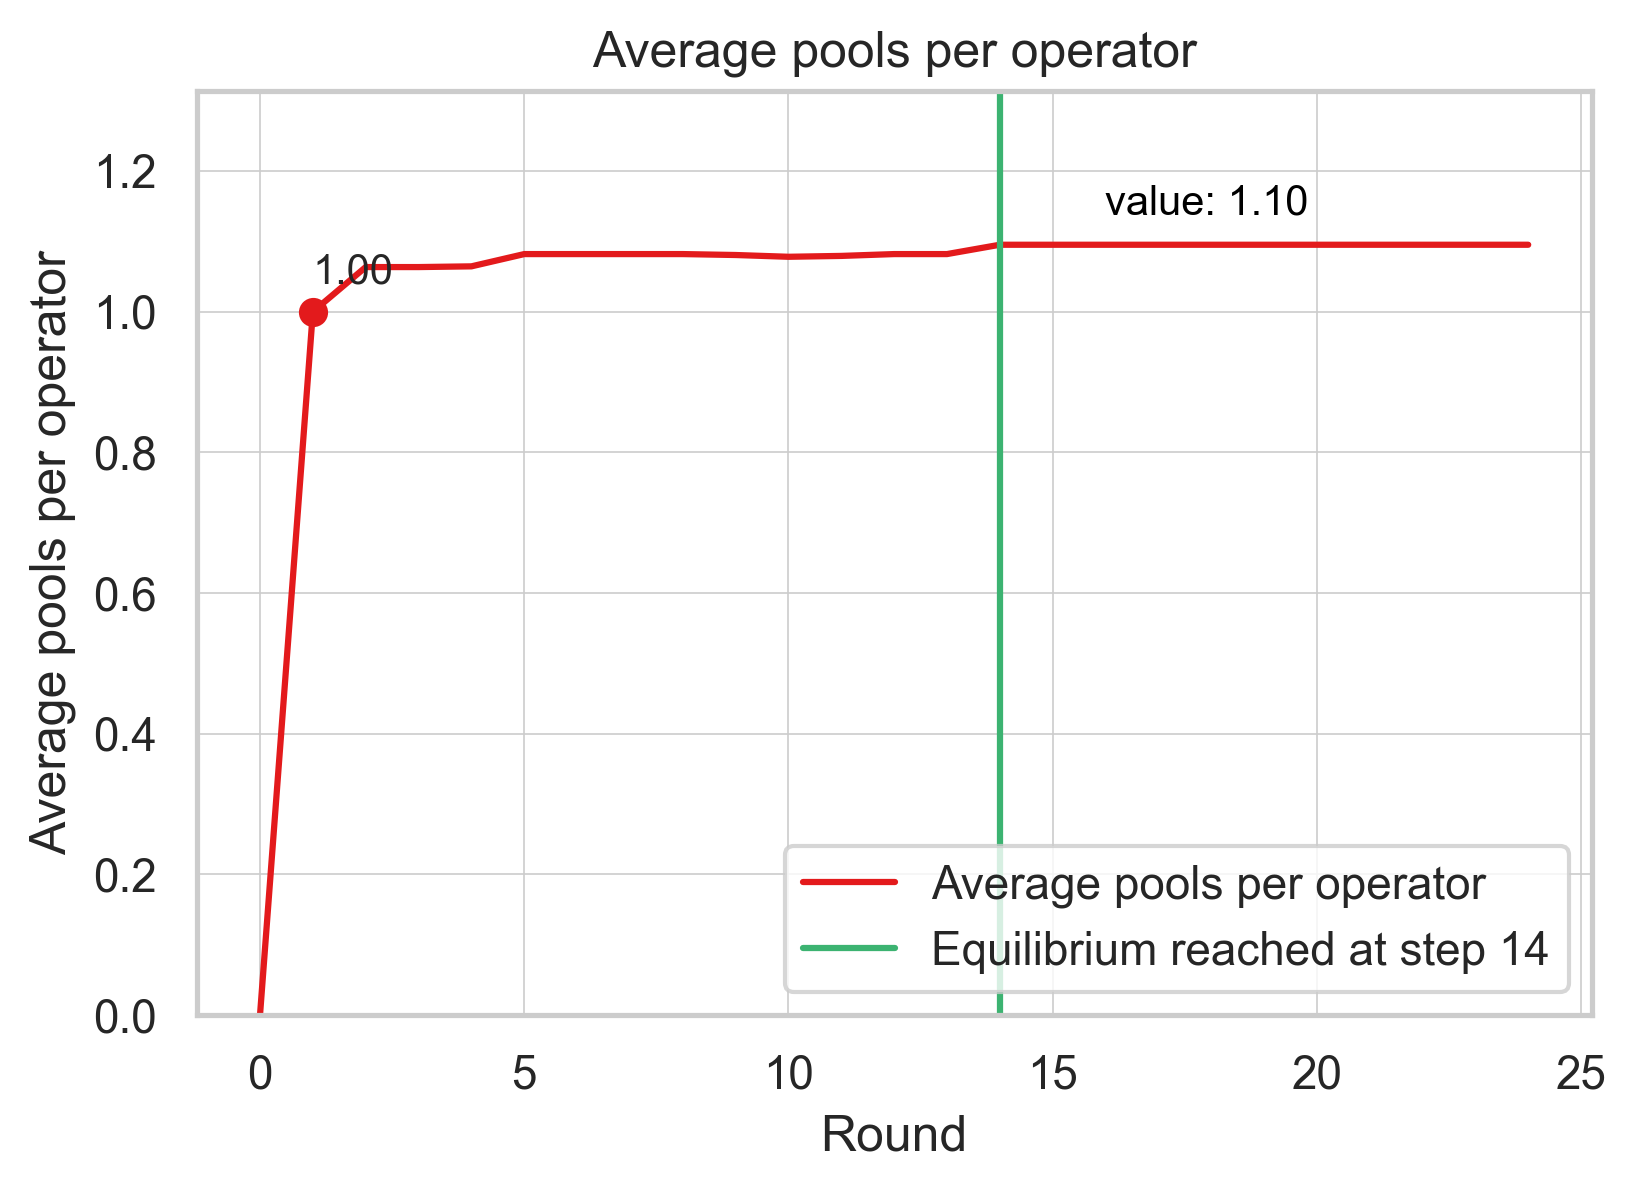 Average pools per operator
Average pools per operator
1.2
1.0
0.8
0.6
0.4
0.2
0.0
1.00
value: 1.10
Average pools per operator
Equilibrium reached at step 14
0 5 10 15 20 25
Round